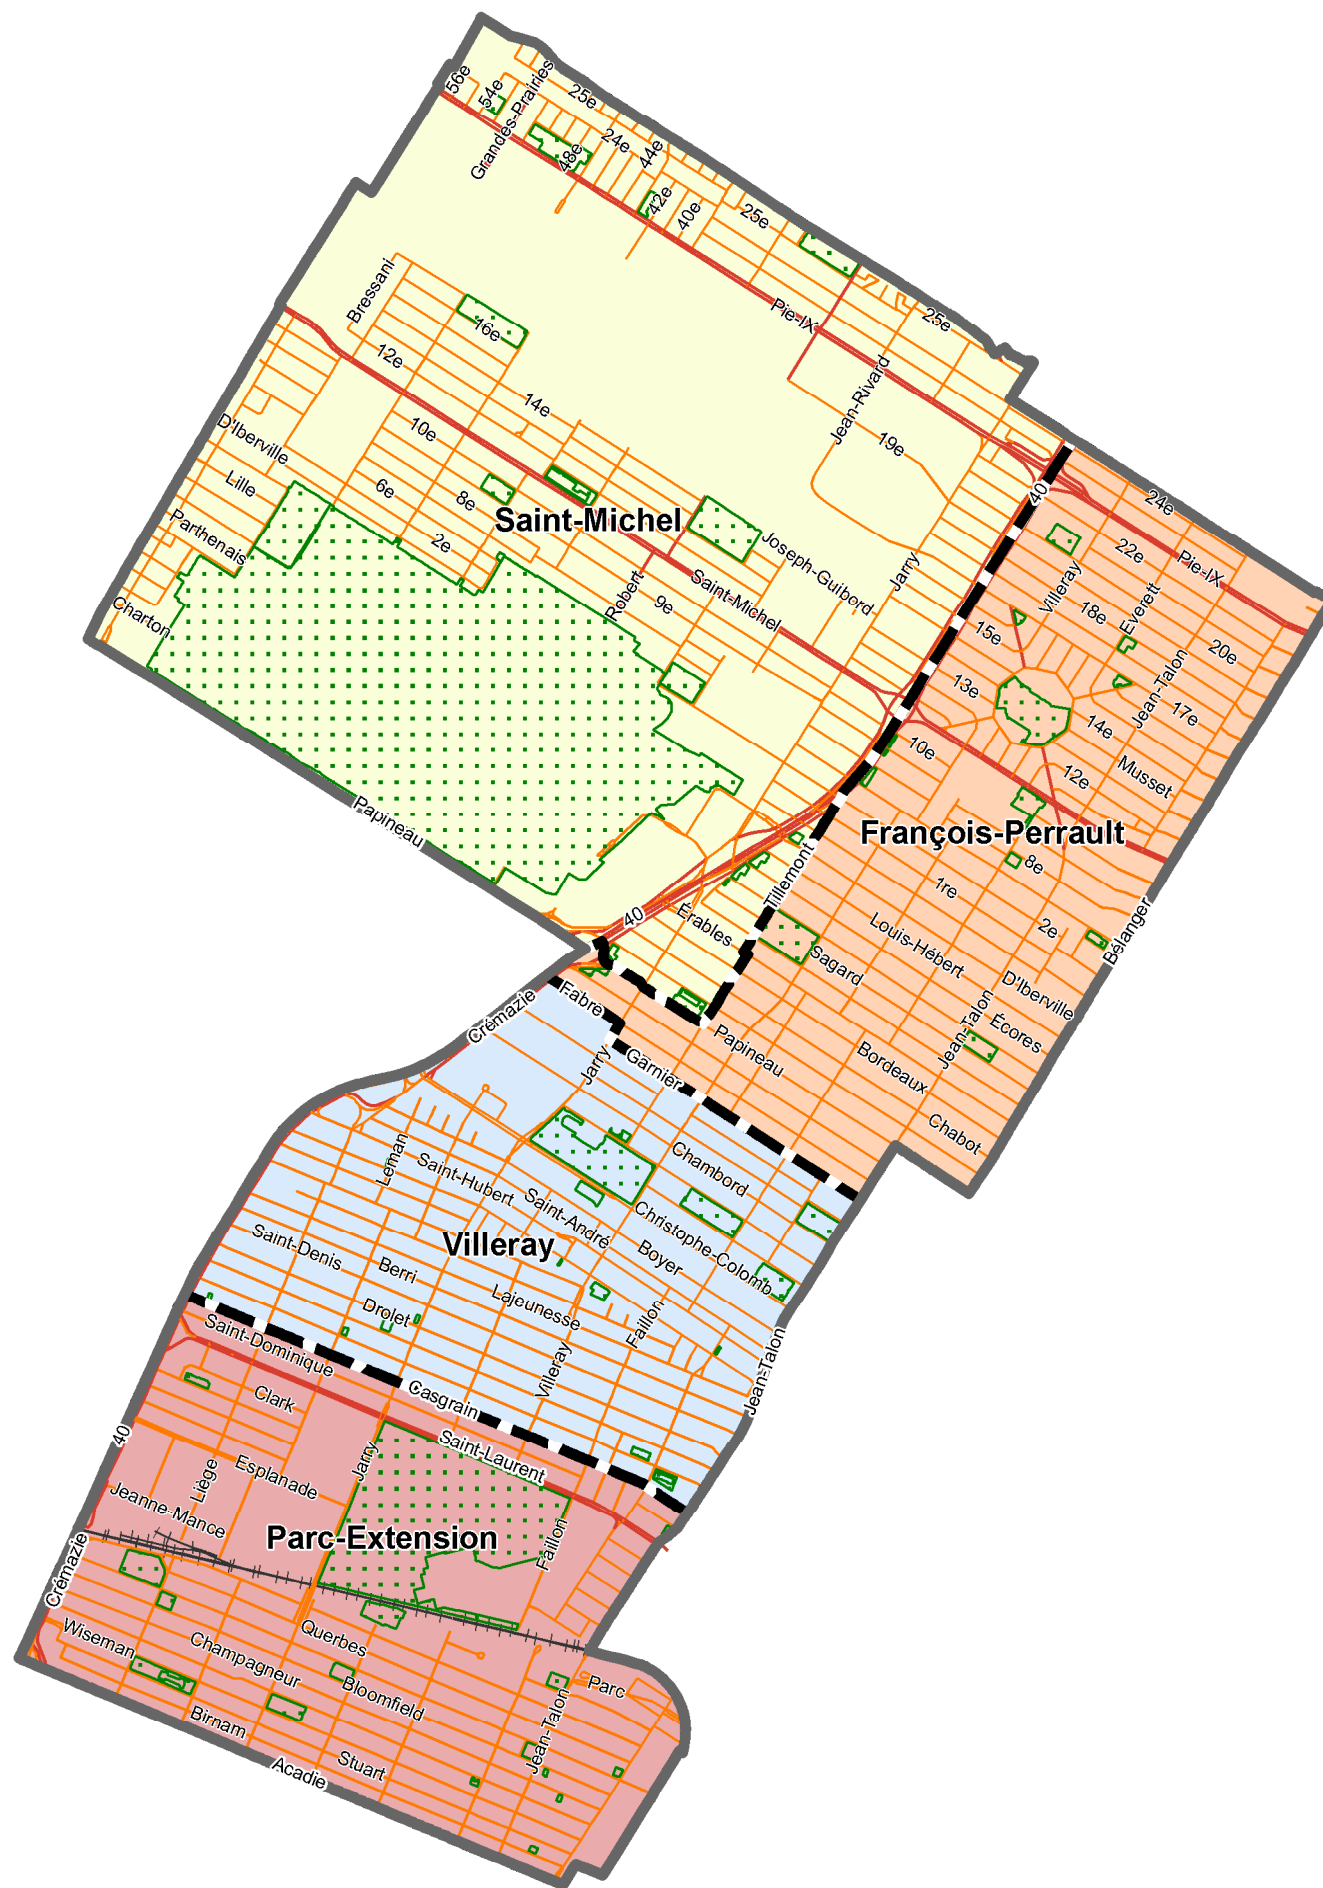 56e
54e
Grandes-Prairies
25e
24e
44e
48e
42e
40e
25e
Pie-IX
25e
Bressani
16e
12e
14e
10e
Jean-Rivard
19e
D'Iberville
Lille
6e
8e
2e
Parthenais
Charton
Saint-Michel
Joseph-Guibord
Jarry
Robert
9e
Saint-Michel
40
24e
22e
Pie-IX
Villeray
18e
Everett
20e
15e
13e
Jean-Talon
17e
14e
10e
12e
Musset
Papineau
François-Perrault
8e
1re
2e
Tillemont
40
Érables
Louis-Hébert
Bélanger
Sagard
D'Iberville
Écores
Jean-Talon
Crémazie
Fabre
Papineau
Bordeaux
Chabot
Jarry
Garnier
Leman
Saint-Hubert
Chambord
Saint-André
Christophe-Colomb
Boyer
Villeray
Saint-Denis
Berri
Lajeunesse
Drolet
Faillon
Villeray
Jean-Talon
Saint-Dominique
Casgrain
Clark
40
Saint-Laurent
Jarry
Esplanade
Liège
Jeanne-Mance
Parc-Extension
Faillon
Crémazie
Wiseman
Querbes
Champagneur
Bloomfield
Parc
Birnam
Jean-Talon
Stuart
Acadie